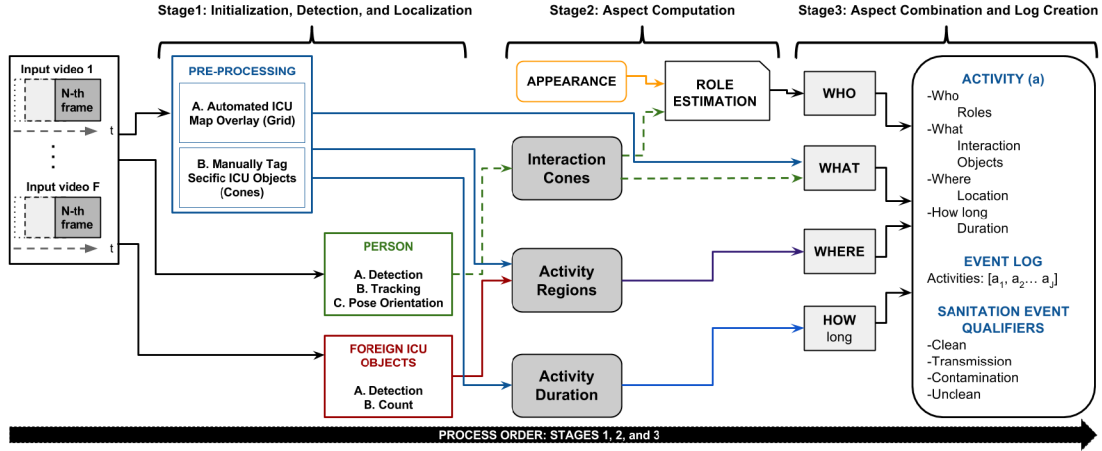 Stage1: Initialization, Detection, and Localization
Stage2: Aspect Computation
Stage3: Aspect Combination and Log Creation
Input video 1
N-th
frame
t
Input video F
N-th
frame
t
PRE-PROCESSING
A. Automated ICU
Map Overlay (Grid)
B. Manually Tag
Secific ICU Objects
(Cones)
PERSON
A. Detection
B. Tracking
C. Pose Orientation
FOREIGN ICU
OBJECTS
A. Detection
B. Count
APPEARANCE
ROLE
ESTIMATION
Interaction
Cones
Activity
Regions
Activity
Duration
WHO
WHAT
WHERE
HOW
long
ACTIVITY (a)
-Who
Roles
-What
Interaction
Objects
-Where
Location
-How long
Duration
EVENT LOG
Activities: [a1, a2… aJ]
SANITATION EVENT
QUALIFIERS
-Clean
-Transmission
-Contamination
-Unclean
PROCESS ORDER: STAGES 1, 2, and 3